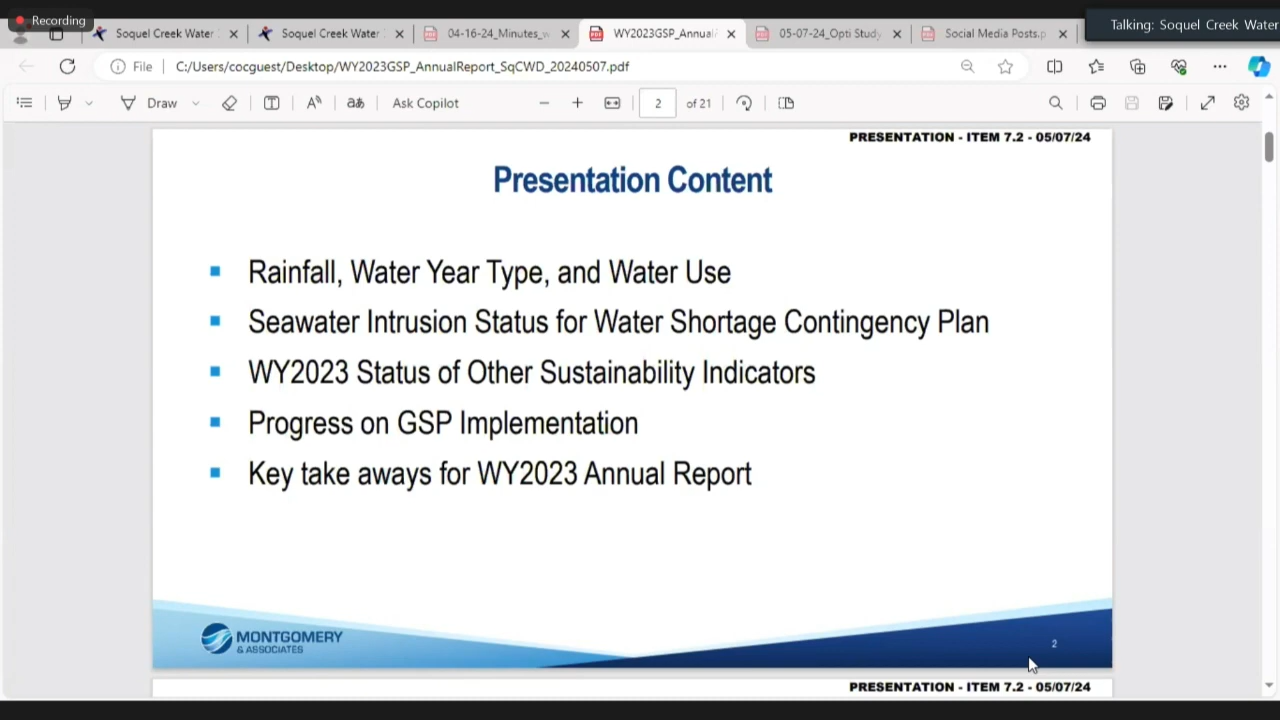 Recording
Talking: Soquel Creek Water
Soquel Creek Water
Soquel Creek Water
04-16-24_Minutes_w
WY2023GSP_Annual
05-07-24_Opti Study
Social Media Posts.p
File
C:/Users/cocguest/Desktop/WY2023GSP_AnnualReport_SqCWD_20240507.pdf
Draw
Ask Copilot
2
of 21
PRESENTATION - ITEM 7.2 - 05/07/24
Presentation Content
Rainfall, Water Year Type, and Water Use
Seawater Intrusion Status for Water Shortage Contingency Plan
WY2023 Status of Other Sustainability Indicators
Progress on GSP Implementation
Key take aways for WY2023 Annual Report
MONTGOMERY
& ASSOCIATES
2
PRESENTATION - ITEM 7.2 - 05/07/24